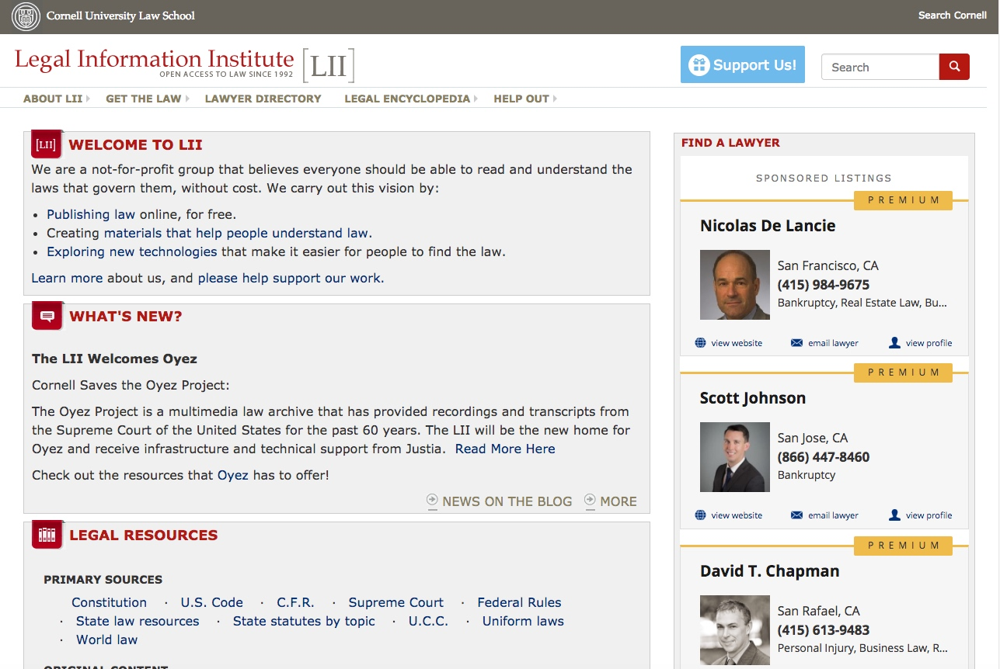 Cornell University Law School
Search Cornell
Legal Information Institute [LII]
OPEN ACCESS TO LAW SINCE 1992
Support Us!
Search
ABOUT LII
GET THE LAW
LAWYER DIRECTORY
LEGAL ENCYCLOPEDIA
HELP OUT
[LII] WELCOME TO LII
We are a not-for-profit group that believes everyone should be able to read and understand the
laws that govern them, without cost. We carry out this vision by:
• Publishing law online, for free.
• Creating materials that help people understand law.
• Exploring new technologies that make it easier for people to find the law.
Learn more about us, and please help support our work.
WHAT'S NEW?
The LII Welcomes Oyez
Cornell Saves the Oyez Project:
The Oyez Project is a multimedia law archive that has provided recordings and transcripts from
the Supreme Court of the United States for the past 60 years. The LII will be the new home for
Oyez and receive infrastructure and technical support from Justia. Read More Here
Check out the resources that Oyez has to offer!
NEWS ON THE BLOG
MORE
LEGAL RESOURCES
PRIMARY SOURCES
Constitution · U.S. Code · C.F.R. · Supreme Court · Federal Rules
· State law resources · State statutes by topic · U.C.C. · Uniform laws
· World law
ORIGINAL CONTENT
FIND A LAWYER
SPONSORED LISTINGS
PREMIUM
Nicolas De Lancie
San Francisco, CA
(415) 984-9675
Bankruptcy, Real Estate Law, Bu...
view website
email lawyer
view profile
PREMIUM
Scott Johnson
San Jose, CA
(866) 447-8460
Bankruptcy
view website
email lawyer
view profile
PREMIUM
David T. Chapman
San Rafael, CA
(415) 613-9483
Personal Injury, Business Law, R...